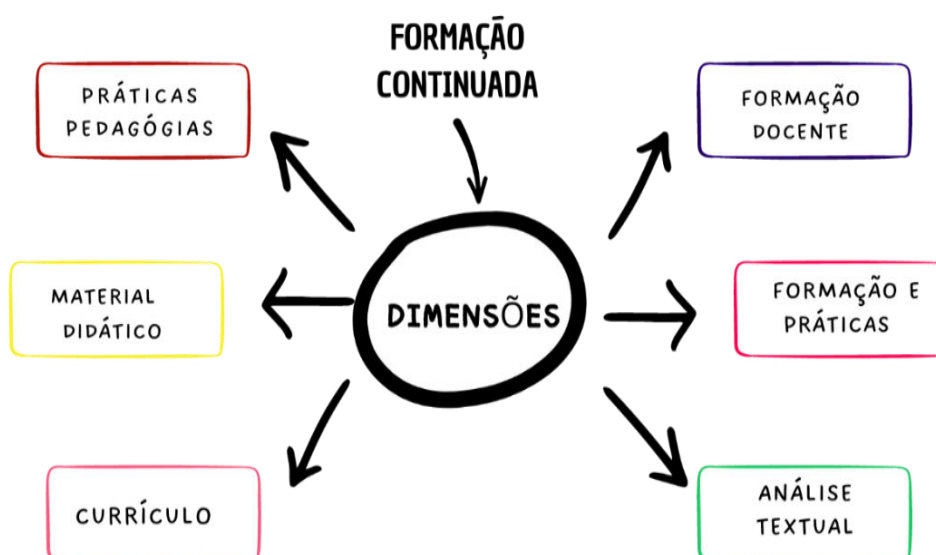 FORMAÇÃO
CONTINUADA
PRÁTICAS
PEDAGÓGIAS
FORMAÇÃO
DOCENTE
MATERIAL
DIDÁTICO
DIMENSÕES
FORMAÇÃO E
PRÁTICAS
CURRÍCULO
ANÁLISE
TEXTUAL